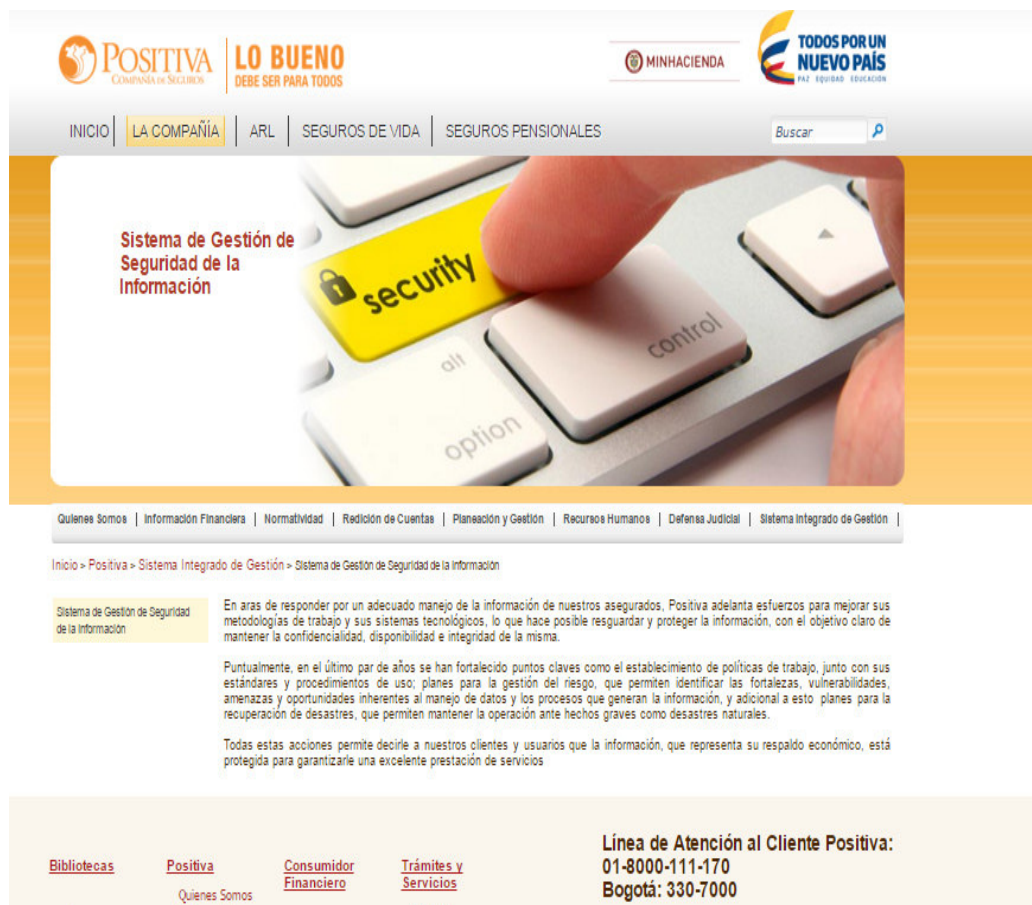 POSITIVA
COMPAÑÍA DE SEGUROS
LO BUENO
DEBE SER PARA TODOS
MINHACIENDA
TODOS POR UN
NUEVO PAÍS
PAZ EQUIDAD EDUCACIÓN
INICIO | LA COMPAÑÍA | ARL | SEGUROS DE VIDA | SEGUROS PENSIONALES
Buscar
Sistema de Gestión de
Seguridad de la
Información
security
alt
option
control
Quienes Somos | Información Financiera | Normatividad | Redición de Cuentas | Planeación y Gestión | Recursos Humanos | Defensa Judicial | Sistema Integrado de Gestión |
Inicio » Positiva » Sistema Integrado de Gestión » Sistema de Gestión de Seguridad de la Información
Sistema de Gestión de Seguridad
de la Información
En aras de responder por un adecuado manejo de la información de nuestros asegurados, Positiva adelanta esfuerzos para mejorar sus
metodologías de trabajo y sus sistemas tecnológicos, lo que hace posible resguardar y proteger la información, con el objetivo claro de
mantener la confidencialidad, disponibilidad e integridad de la misma.
Puntualmente, en el último par de años se han fortalecido puntos claves como el establecimiento de políticas de trabajo, junto con sus
estándares y procedimientos de uso; planes para la gestión del riesgo, que permiten identificar las fortalezas, vulnerabilidades,
amenazas y oportunidades inherentes al manejo de datos y los procesos que generan la información, y adicional a esto planes para la
recuperación de desastres, que permiten mantener la operación ante hechos graves como desastres naturales.
Todas estas acciones permite decirle a nuestros clientes y usuarios que la información, que representa su respaldo económico, está
protegida para garantizarle una excelente prestación de servicios
Bibliotecas
Positiva
Quienes Somos
Consumidor
Financiero
Trámites y
Servicios
Línea de Atención al Cliente Positiva:
01-8000-111-170
Bogotá: 330-7000